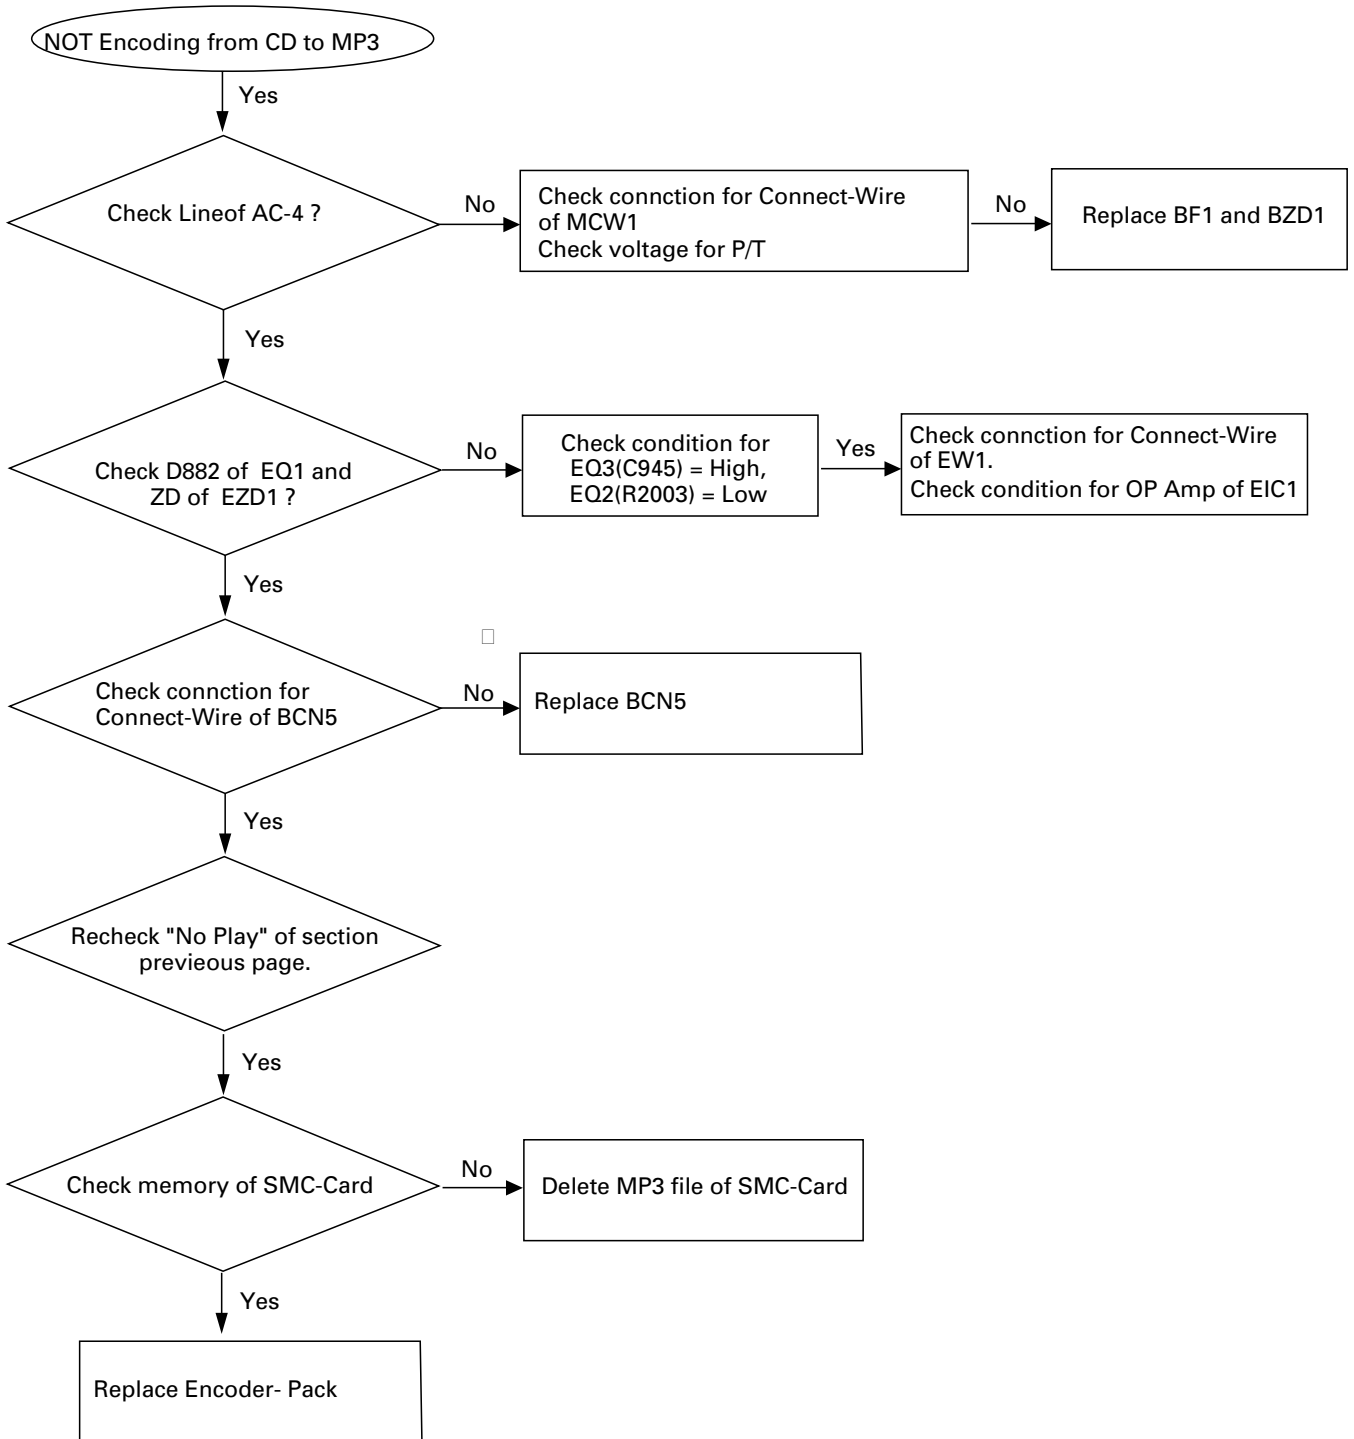 NOT Encoding from CD to MP3
Yes
Check Lineof AC-4 ?
No
Check connction for Connect-Wire
of MCW1
Check voltage for P/T
No
Replace BF1 and BZD1
Yes
Check D882 of EQ1 and
ZD of EZD1 ?
No
Check condition for
EQ3(C945) = High,
EQ2(R2003) = Low
Yes
Check connction for Connect-Wire
of EW1.
Check condition for OP Amp of EIC1
Yes
Check connction for
Connect-Wire of BCN5
No
Replace BCN5
Yes
Recheck "No Play" of section
previeous page.
Yes
Check memory of SMC-Card
No
Delete MP3 file of SMC-Card
Yes
Replace Encoder- Pack